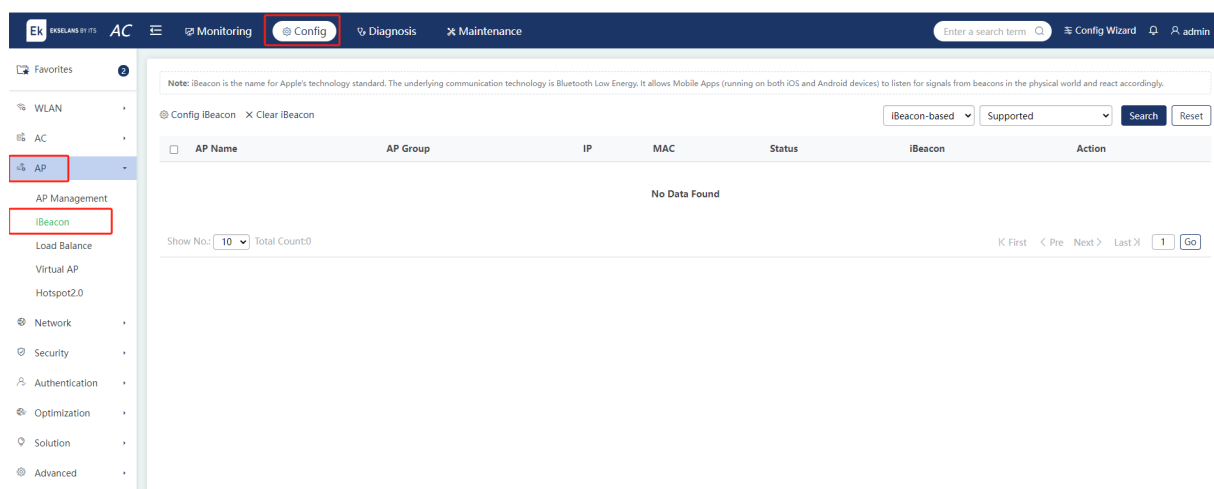 Ek EKSELANS BY ITS AC Monitoring Config Diagnosis Maintenance Enter a search term Config Wizard admin
Favorites 2
WLAN
AC
AP
AP Management
iBeacon
Load Balance
Virtual AP
Hotspot2.0
Network
Security
Authentication
Optimization
Solution
Advanced
Note: iBeacon is the name for Apple's technology standard. The underlying communication technology is Bluetooth Low Energy. It allows Mobile Apps (running on both iOS and Android devices) to listen for signals from beacons in the physical world and react accordingly.
Config iBeacon Clear iBeacon iBeacon-based Supported Search Reset
AP Name AP Group IP MAC Status iBeacon Action
No Data Found
Show No.: 10 Total Count:0 First Pre Next Last 1 Go